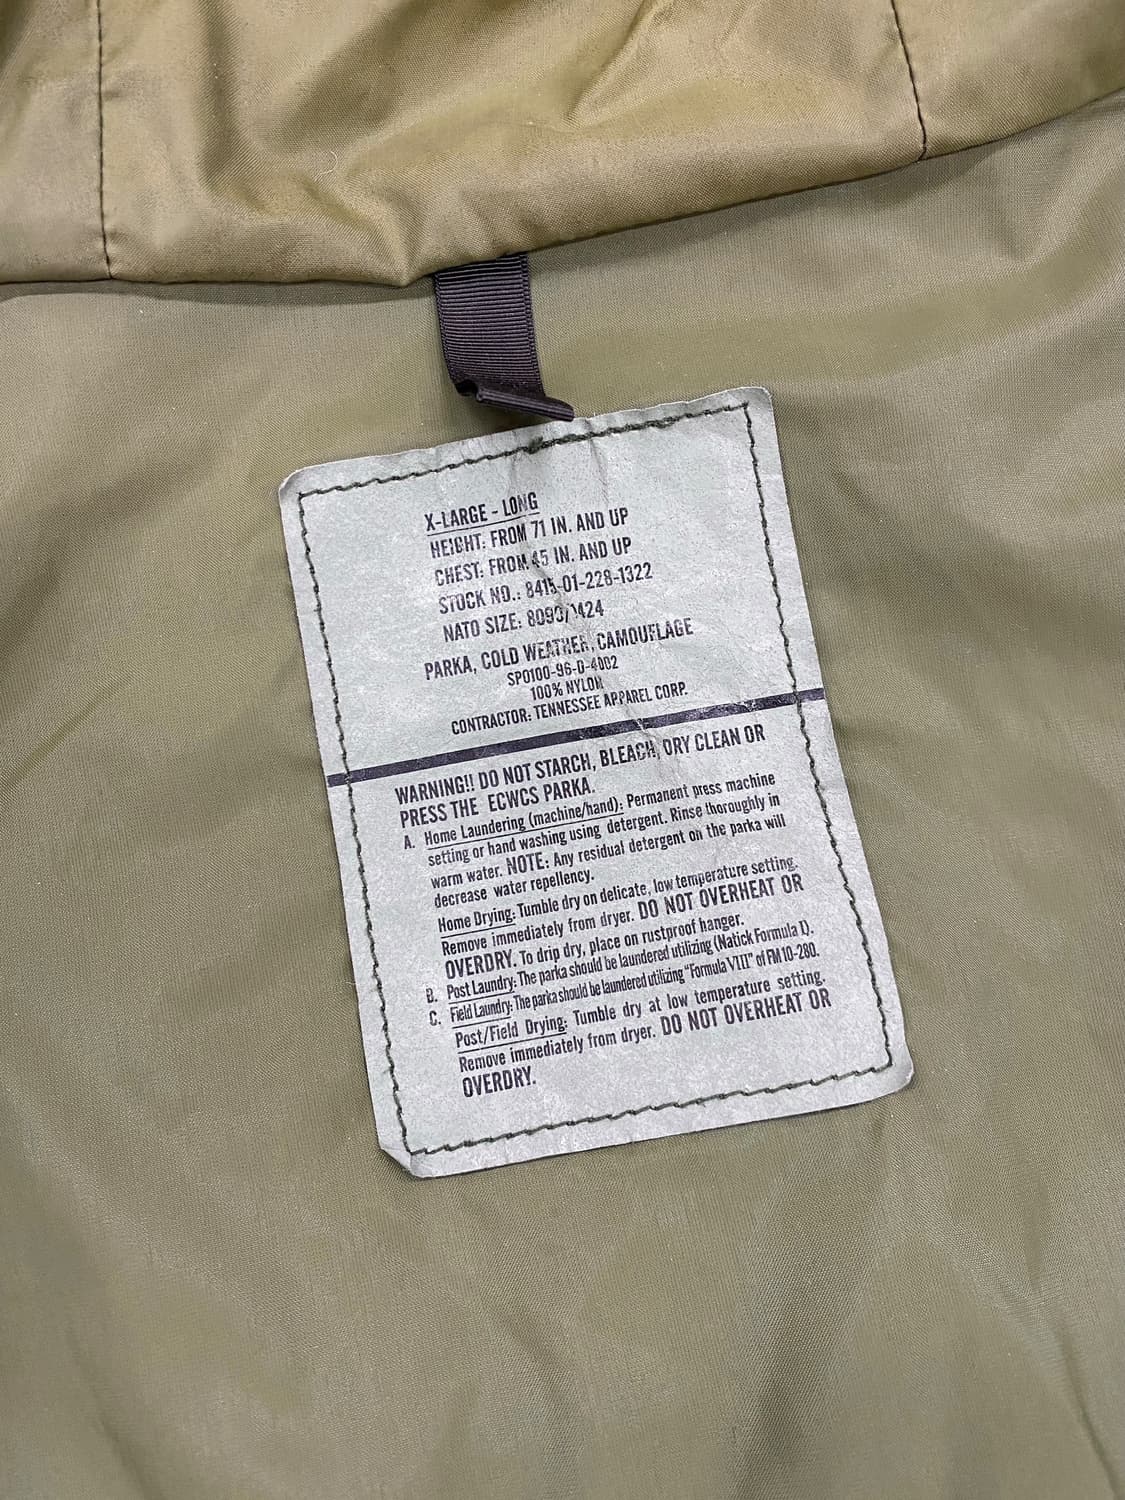 X-LARGE - LONG
HEIGHT: FROM 71 IN. AND UP
CHEST: FROM 45 IN. AND UP
STOCK NO.: 8415-01-228-1322
NATO SIZE: 8090/1424
PARKA, COLD WEATHER, CAMOUFLAGE
SPO100-96-D-4002
100% NYLON
CONTRACTOR: TENNESSEE APPAREL CORP.
WARNING!! DO NOT STARCH, BLEACH, DRY CLEAN OR
PRESS THE ECWCS PARKA.
A. Home Laundering (machine/hand): Permanent press machine
setting or hand washing using detergent. Rinse thoroughly in
warm water. NOTE: Any residual detergent on the parka will
decrease water repellency.
Home Drying: Tumble dry on delicate, low temperature setting.
Remove immediately from dryer. DO NOT OVERHEAT OR
OVERDRY. To drip dry, place on rustproof hanger.
B. Post Laundry: The parka should be laundered utilizing (Natick Formula I).
C. Field Laundry: The parka should be laundered utilizing "Formula VIII" of FM 10-280.
Post/Field Drying: Tumble dry at low temperature setting.
Remove immediately from dryer. DO NOT OVERHEAT OR
OVERDRY.